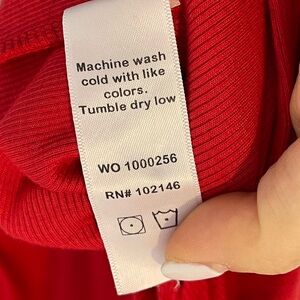 Machine wash
cold with like
colors.
Tumble dry low
WO 1000256
RN# 102146